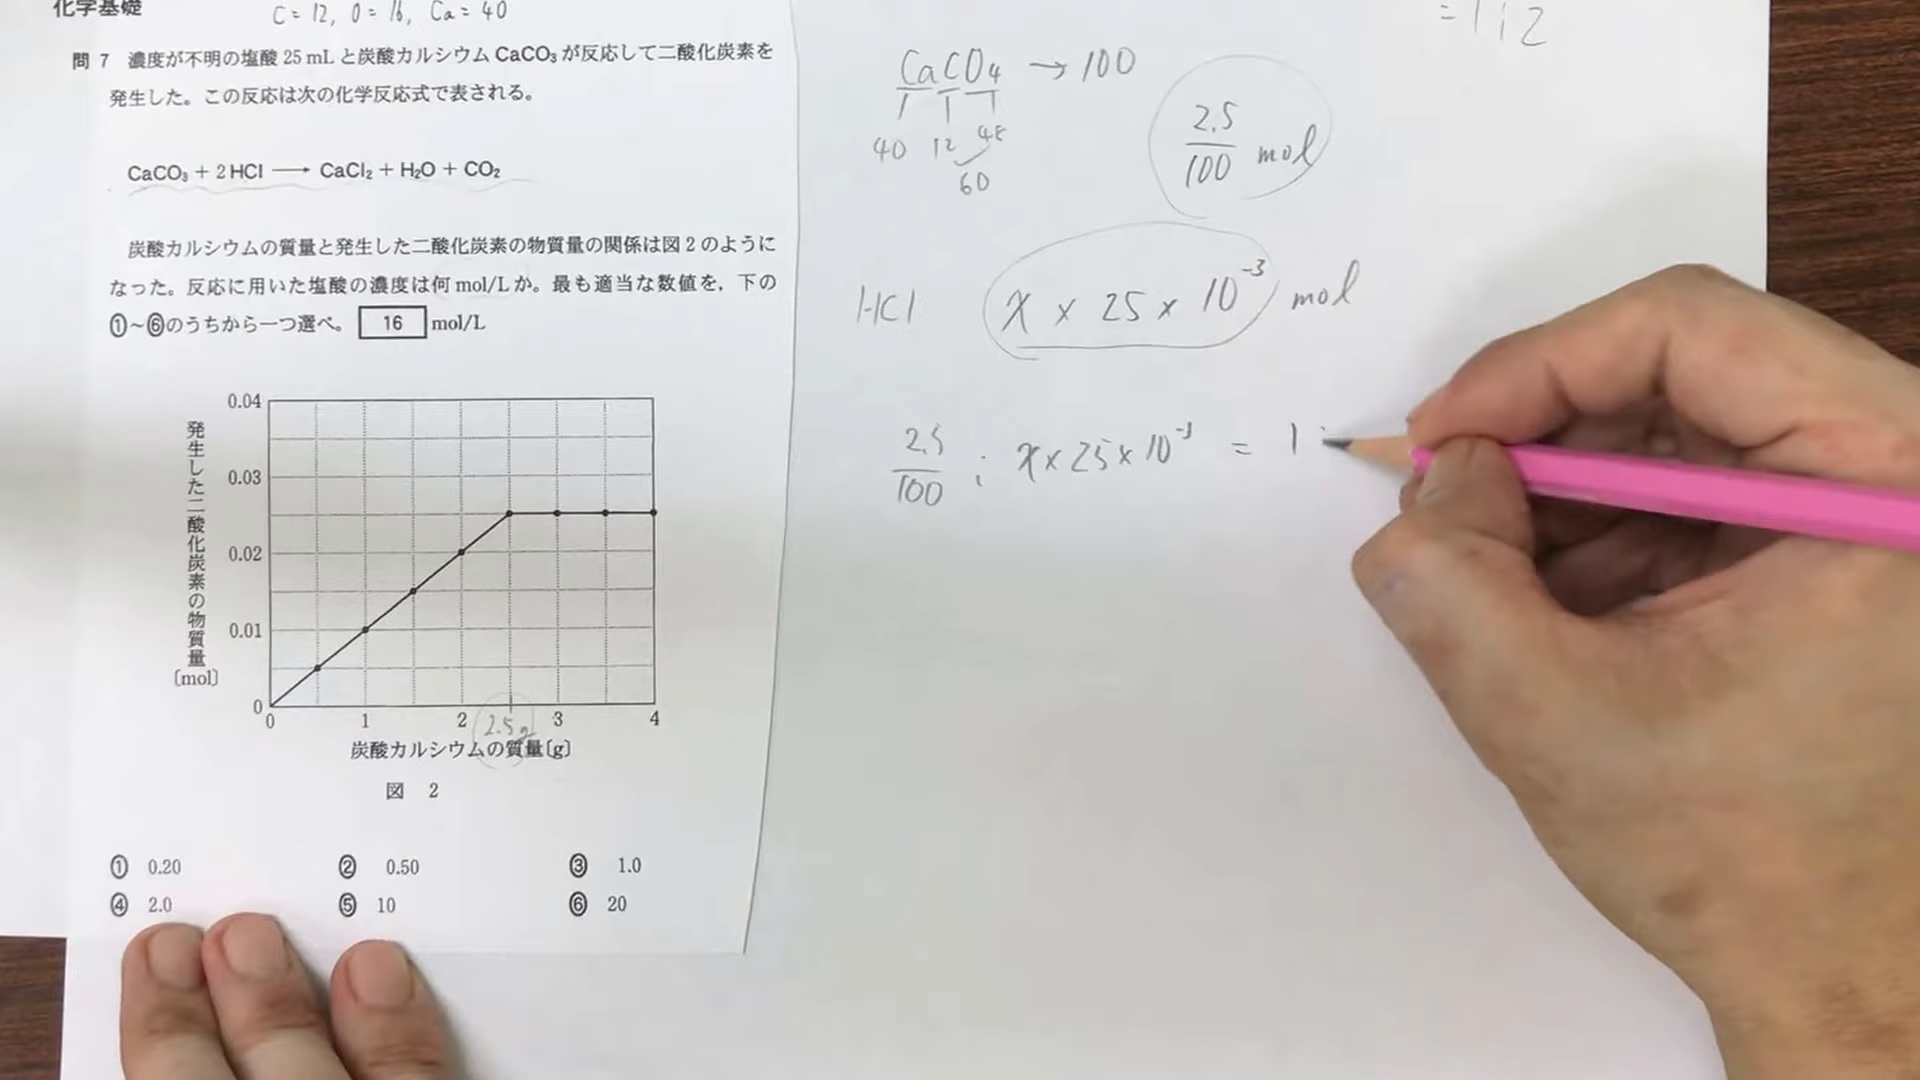 化学基礎
C=12, O=16, Ca=40
問 7 濃度が不明の塩酸 25 mL と炭酸カルシウム CaCO₃ が反応して二酸化炭素を
発生した。この反応は次の化学反応式で表される。
CaCO₃ + 2 HCl ⟶ CaCl₂ + H₂O + CO₂
炭酸カルシウムの質量と発生した二酸化炭素の物質量の関係は図 2 のように
なった。反応に用いた塩酸の濃度は何 mol/L か。最も適当な数値を、下の
①~⑥のうちから一つ選べ。 16 mol/L
発生した二酸化炭素の物質量〔mol〕
0.04
0.03
0.02
0.01
0
0 1 2 3 4
2.5g
炭酸カルシウムの質量〔g〕
図 2
① 0.20 ② 0.50 ③ 1.0
④ 2.0 ⑤ 10 ⑥ 20
= 1:2
CaCO₄ → 100
40 12 48
60
2.5/100 mol
HCl x × 25 × 10⁻³ mol
2.5/100 : x × 25 × 10⁻³ = 1 :